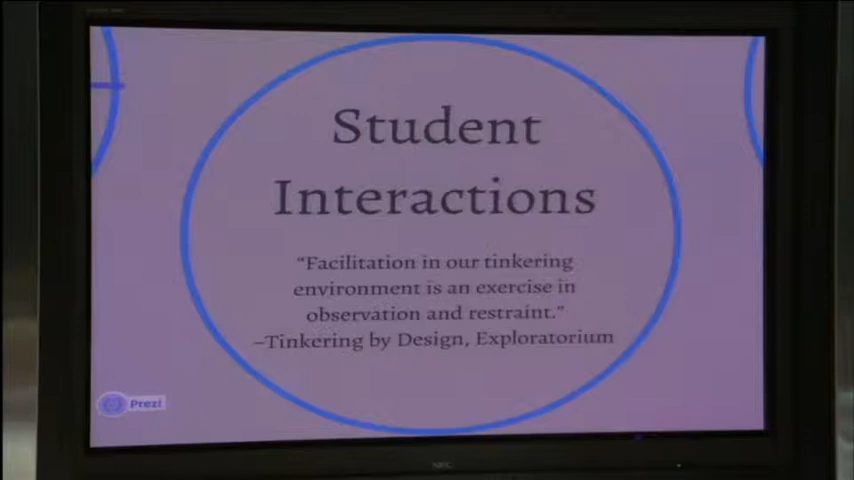 Student
Interactions
“Facilitation in our tinkering
environment is an exercise in
observation and restraint.”
–Tinkering by Design, Exploratorium
Prezi
NEC